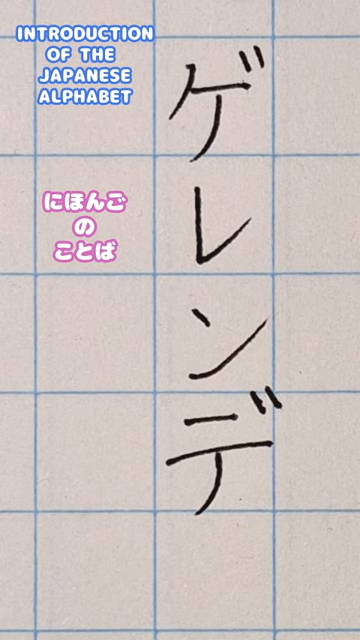 INTRODUCTION
OF THE
JAPANESE
ALPHABET
にほんご
の
ことば
ゲレンデ